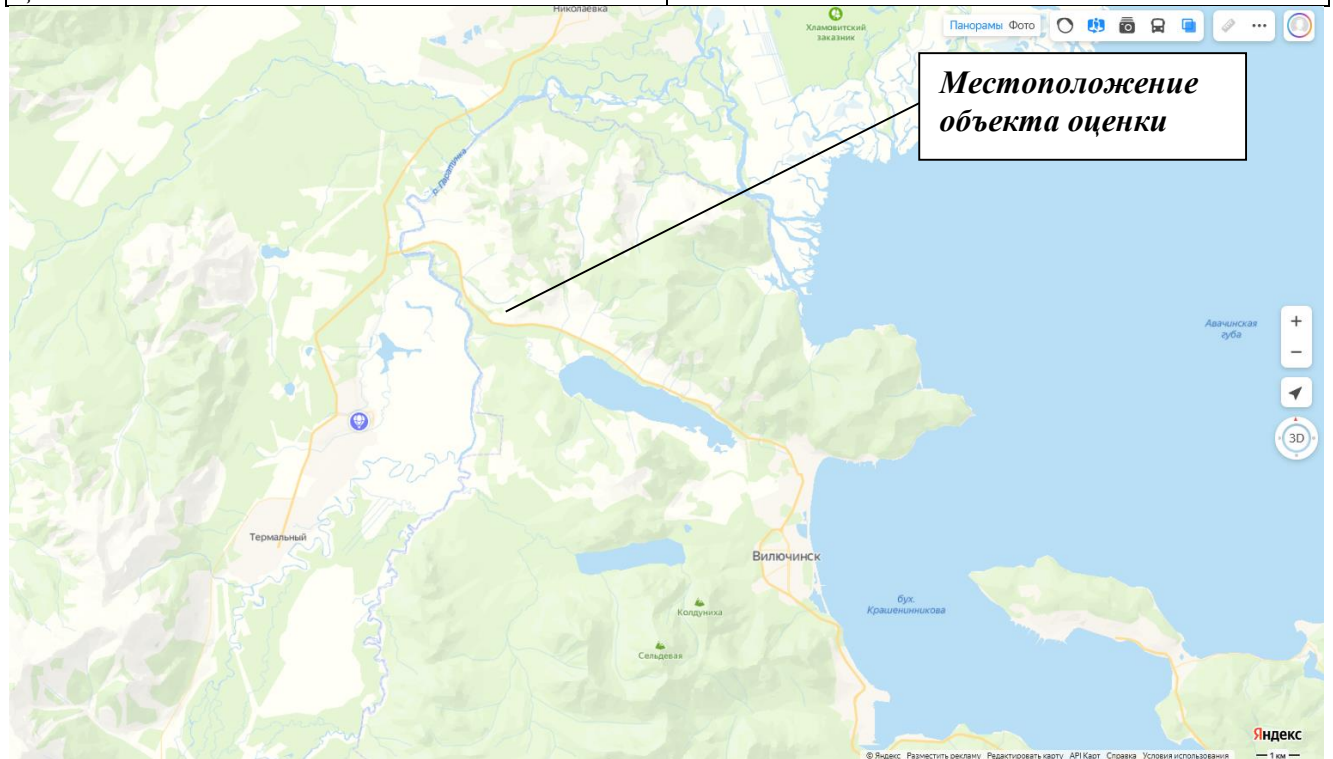 Николаевка
Хламовитский
заказник
Панорамы Фото
Местоположение
объекта оценки
р. Паратунка
Авачинская
губа
3D
Термальный
Вилючинск
бух.
Крашенинникова
Колдуниха
Сельдевая
Яндекс
© Яндекс Разместить рекламу Редактировать карту API Карт Справка Условия использования 1 км